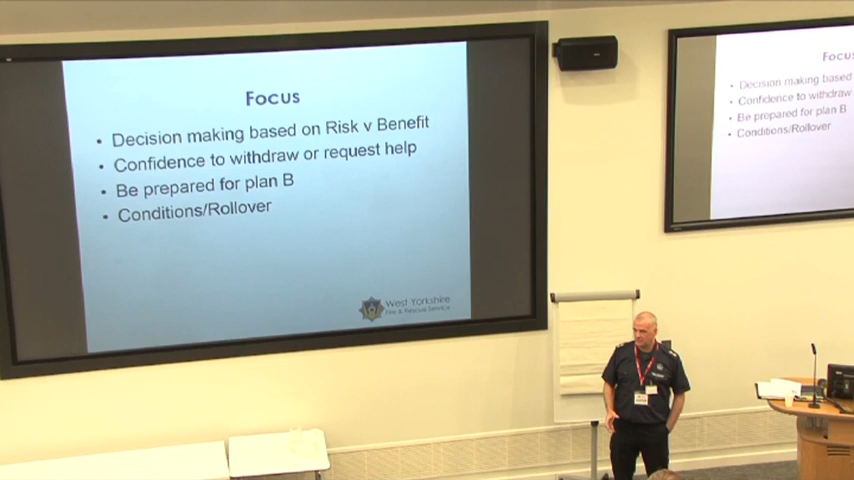 Focus
• Decision making based on Risk v Benefit
• Confidence to withdraw or request help
• Be prepared for plan B
• Conditions/Rollover
West Yorkshire
Fire & Rescue Service
Focus
• Decision making based
• Confidence to withdraw
• Be prepared for plan B
• Conditions/Rollover